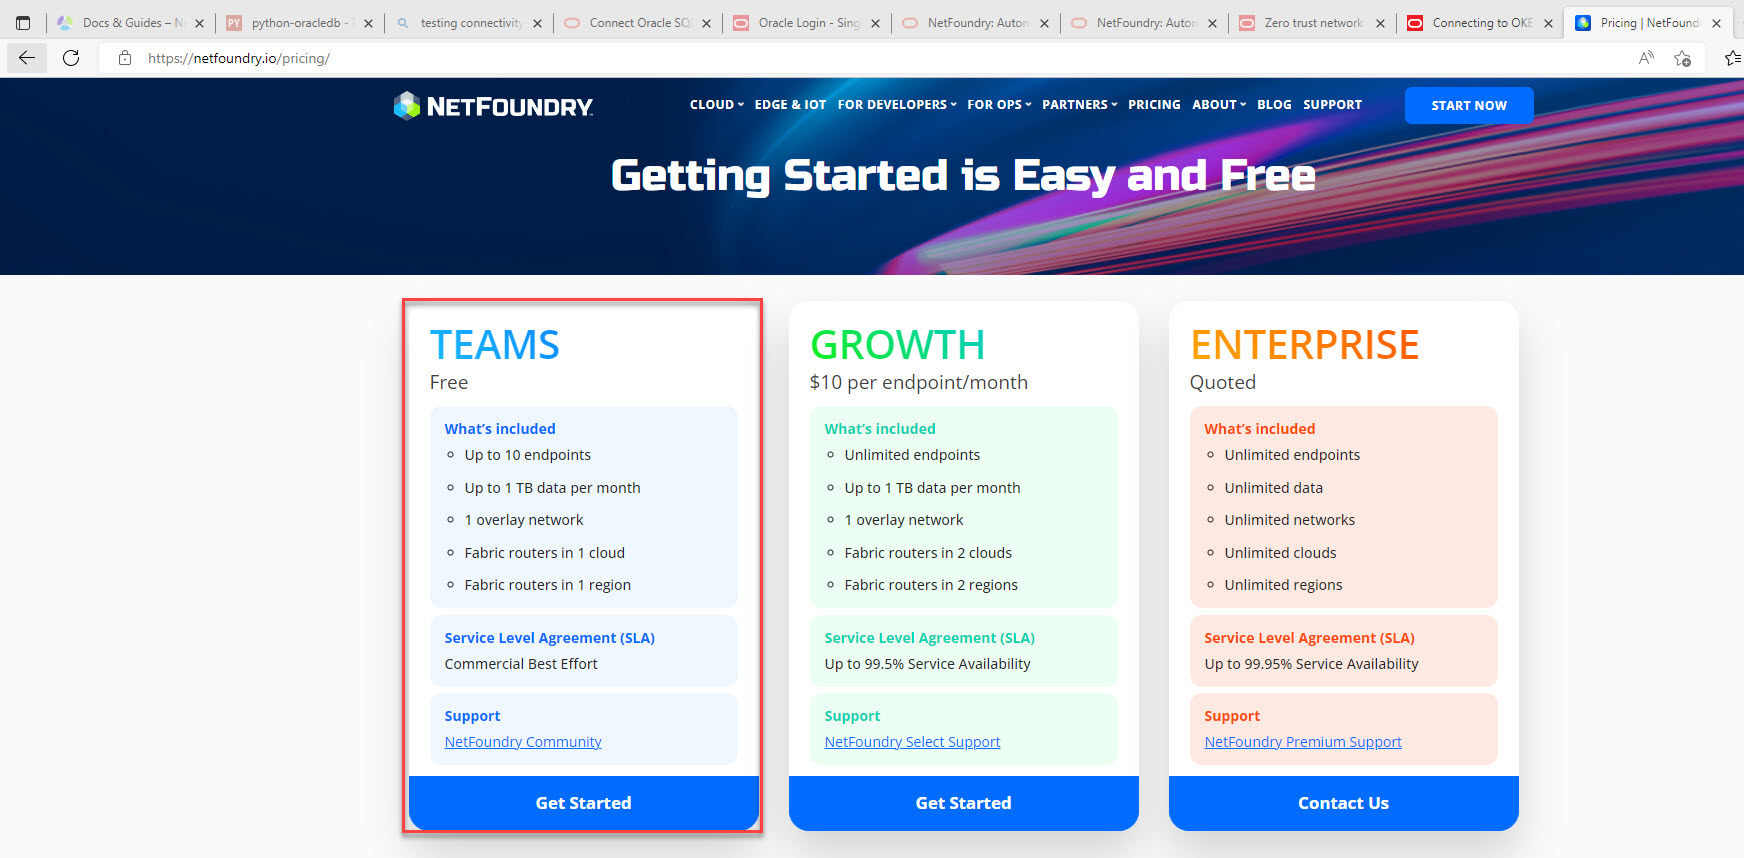 Docs & Guides – N
python-oracledb -
testing connectivity
Connect Oracle SQ
Oracle Login - Sing
NetFoundry: Auton
NetFoundry: Auton
Zero trust network
Connecting to OKE
Pricing | NetFound
https://netfoundry.io/pricing/
NETFOUNDRY
CLOUD EDGE & IOT FOR DEVELOPERS FOR OPS PARTNERS PRICING ABOUT BLOG SUPPORT
START NOW
Getting Started is Easy and Free
TEAMS
Free
What's included
Up to 10 endpoints
Up to 1 TB data per month
1 overlay network
Fabric routers in 1 cloud
Fabric routers in 1 region
Service Level Agreement (SLA)
Commercial Best Effort
Support
NetFoundry Community
Get Started
GROWTH
$10 per endpoint/month
What's included
Unlimited endpoints
Up to 1 TB data per month
1 overlay network
Fabric routers in 2 clouds
Fabric routers in 2 regions
Service Level Agreement (SLA)
Up to 99.5% Service Availability
Support
NetFoundry Select Support
Get Started
ENTERPRISE
Quoted
What's included
Unlimited endpoints
Unlimited data
Unlimited networks
Unlimited clouds
Unlimited regions
Service Level Agreement (SLA)
Up to 99.95% Service Availability
Support
NetFoundry Premium Support
Contact Us